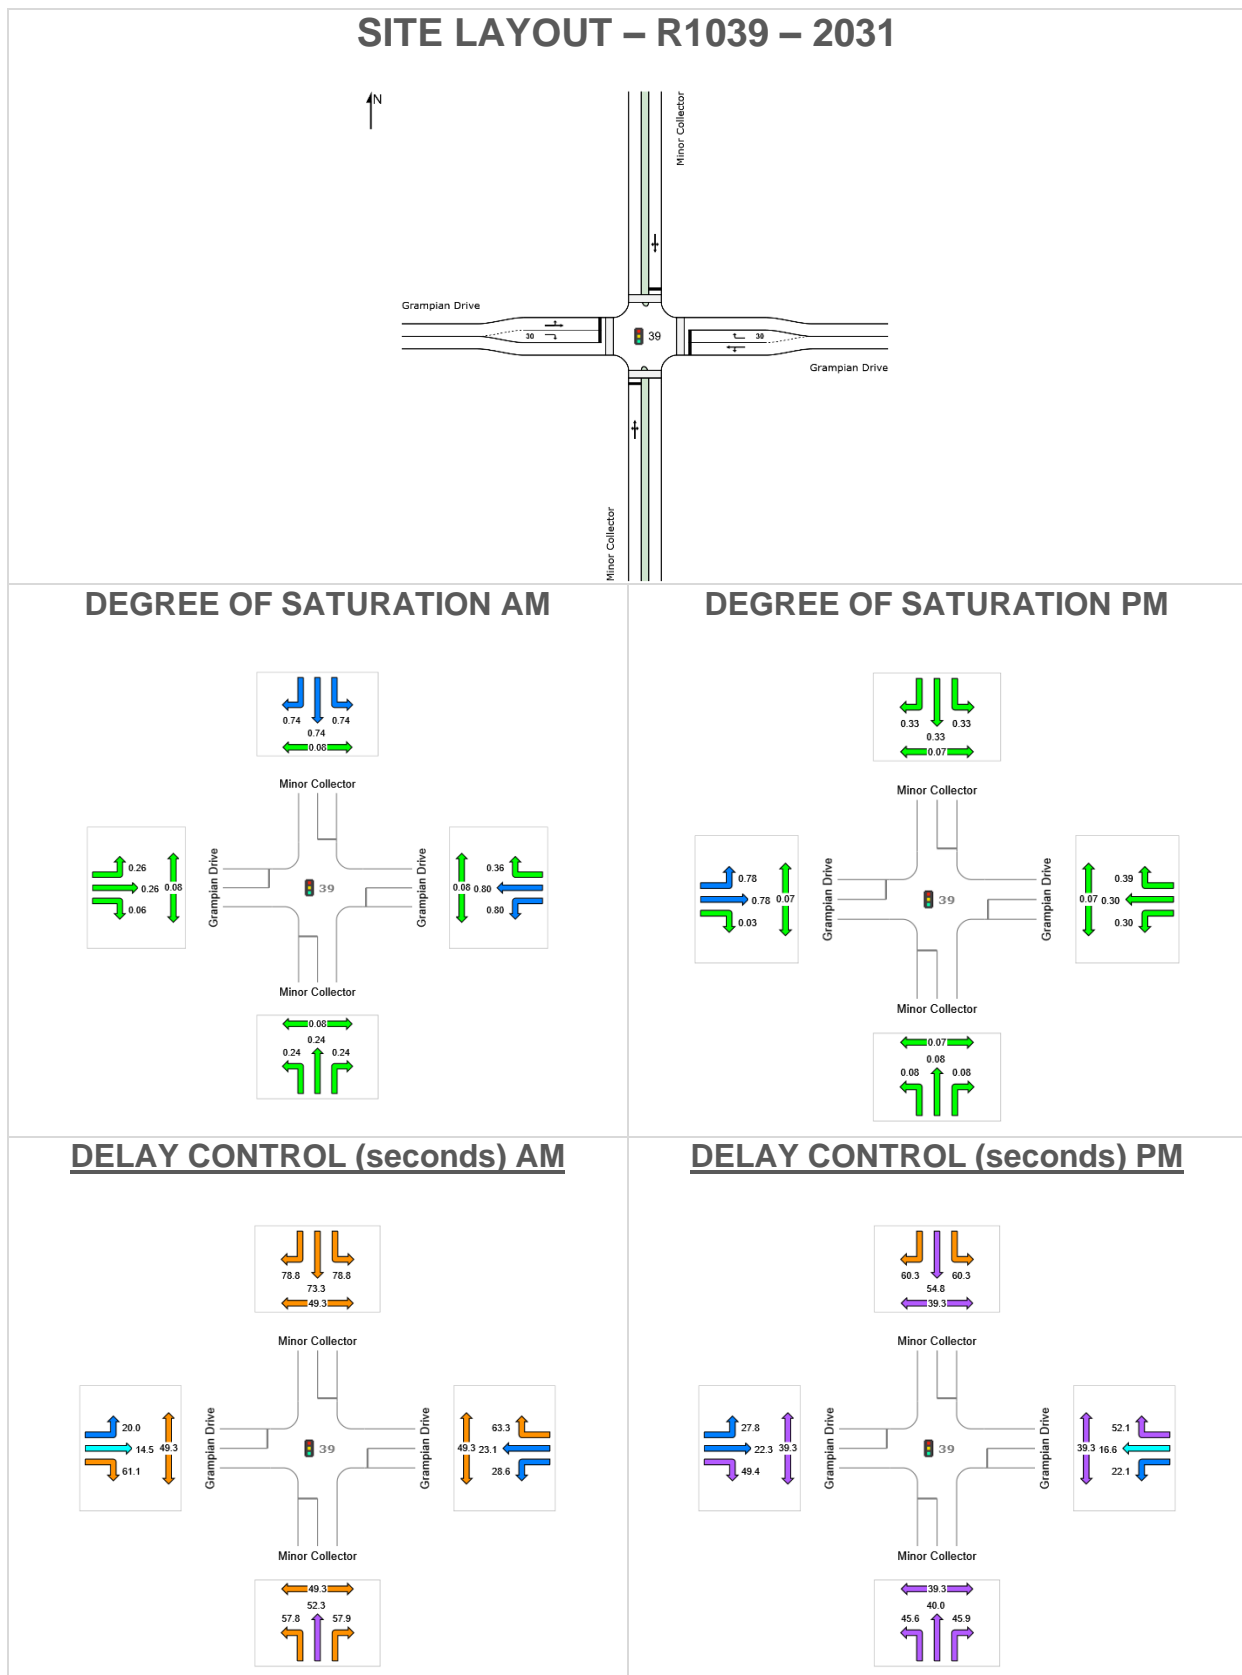 SITE LAYOUT – R1039 – 2031
N
Minor Collector
Grampian Drive
30
39
30
Grampian Drive
Minor Collector
DEGREE OF SATURATION AM
0.74
0.74
0.74
0.08
Minor Collector
0.26
0.26
0.06
0.08
Grampian Drive
39
Grampian Drive
0.08
0.36
0.80
0.80
Minor Collector
0.08
0.24
0.24
0.24
DEGREE OF SATURATION PM
0.33
0.33
0.33
0.07
Minor Collector
0.78
0.78
0.03
0.07
Grampian Drive
39
Grampian Drive
0.07
0.39
0.30
0.30
Minor Collector
0.07
0.08
0.08
0.08
DELAY CONTROL (seconds) AM
78.8
78.8
73.3
49.3
Minor Collector
20.0
14.5
61.1
49.3
Grampian Drive
39
Grampian Drive
49.3
63.3
23.1
28.6
Minor Collector
49.3
52.3
57.8
57.9
DELAY CONTROL (seconds) PM
60.3
60.3
54.8
39.3
Minor Collector
27.8
22.3
49.4
39.3
Grampian Drive
39
Grampian Drive
39.3
52.1
16.6
22.1
Minor Collector
39.3
40.0
45.6
45.9